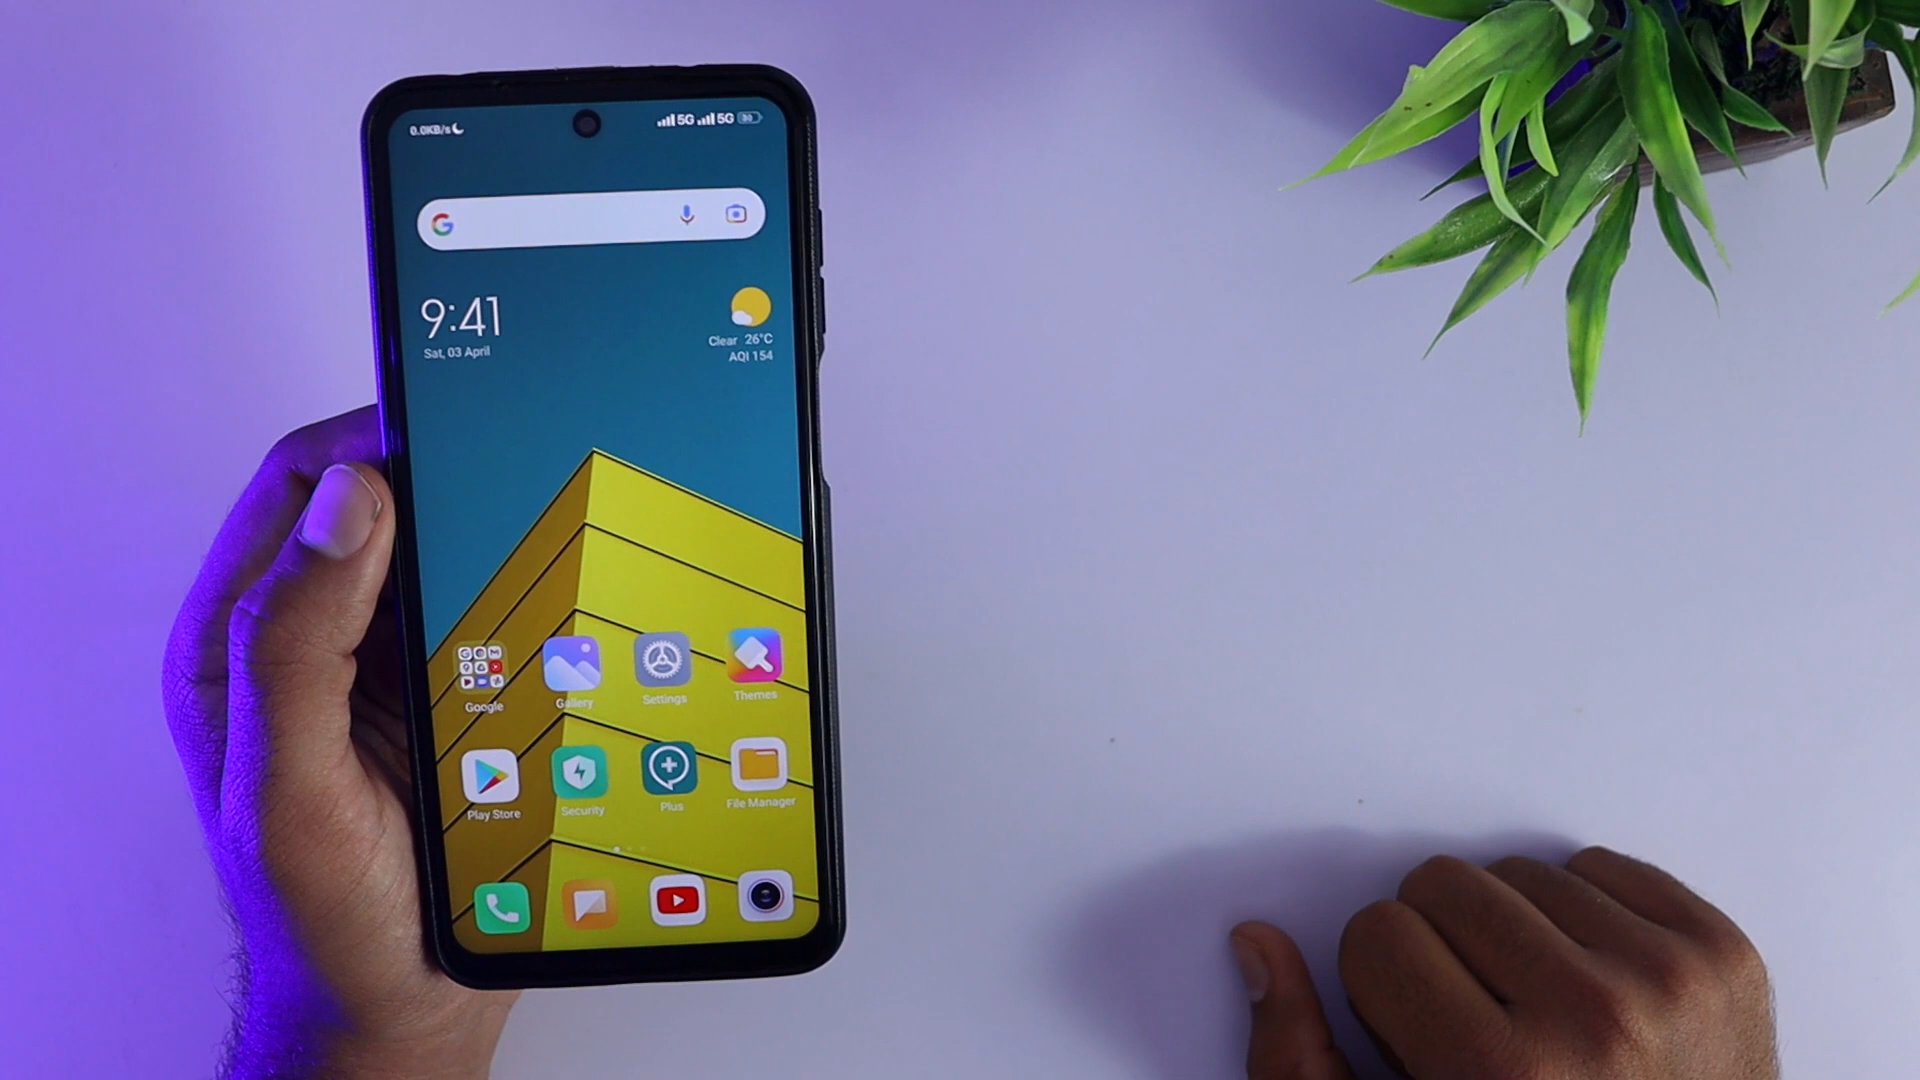 0.0KB/s 5G 5G 30
9:41
Sat, 03 April
Clear 26°C
AQI 154
Google Gallery Settings Themes
Play Store Security Plus File Manager